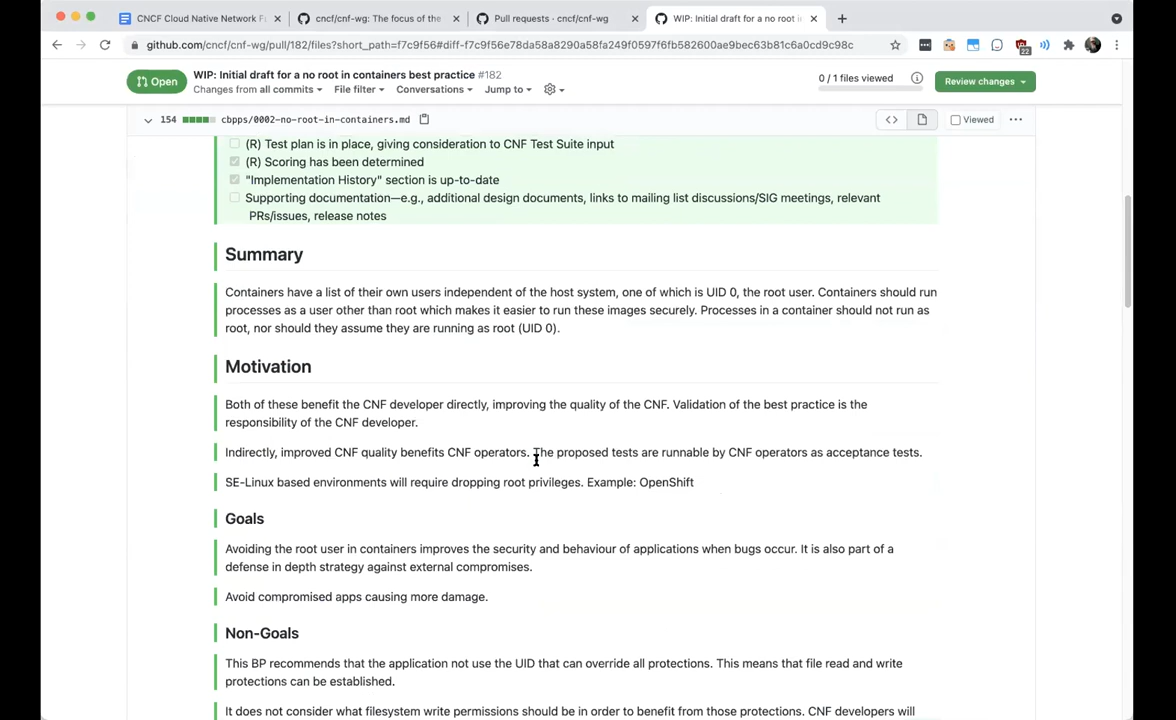 CNCF Cloud Native Network F
cncf/cnf-wg: The focus of the
Pull requests · cncf/cnf-wg
WIP: Initial draft for a no root i
github.com/cncf/cnf-wg/pull/182/files?short_path=f7c9f56#diff-f7c9f56e78da58a8290a58fa249f0597f6fb582600ae9bec63b81c6a0cd9c98c
22
Open
WIP: Initial draft for a no root in containers best practice #182
Changes from all commits
File filter
Conversations
Jump to
0 / 1 files viewed
Review changes
154
cbpps/0002-no-root-in-containers.md
Viewed
(R) Test plan is in place, giving consideration to CNF Test Suite input
(R) Scoring has been determined
"Implementation History" section is up-to-date
Supporting documentation—e.g., additional design documents, links to mailing list discussions/SIG meetings, relevant
PRs/issues, release notes
Summary
Containers have a list of their own users independent of the host system, one of which is UID 0, the root user. Containers should run
processes as a user other than root which makes it easier to run these images securely. Processes in a container should not run as
root, nor should they assume they are running as root (UID 0).
Motivation
Both of these benefit the CNF developer directly, improving the quality of the CNF. Validation of the best practice is the
responsibility of the CNF developer.
Indirectly, improved CNF quality benefits CNF operators. The proposed tests are runnable by CNF operators as acceptance tests.
SE-Linux based environments will require dropping root privileges. Example: OpenShift
Goals
Avoiding the root user in containers improves the security and behaviour of applications when bugs occur. It is also part of a
defense in depth strategy against external compromises.
Avoid compromised apps causing more damage.
Non-Goals
This BP recommends that the application not use the UID that can override all protections. This means that file read and write
protections can be established.
It does not consider what filesystem write permissions should be in order to benefit from those protections. CNF developers will